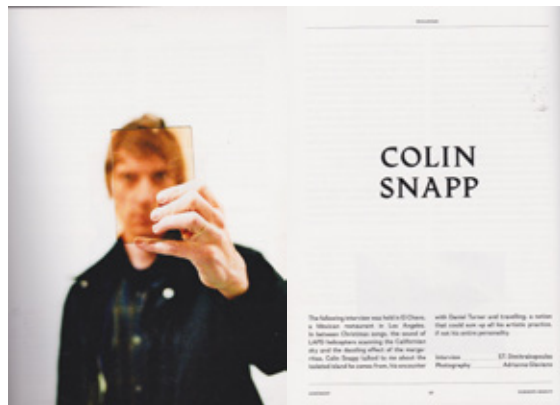 COLIN
SNAPP
The following interview was held in El Chavo,
a Mexican restaurant in Los Angeles.
In between Christmas songs, the sound of
LAPD helicopters scanning the Californian
sky and the dazzling effect of the marga-
ritas, Colin Snapp talked to me about the
isolated island he comes from, his encounter
with Daniel Turner and travelling: a notion
that could sum up all his artistic practice,
if not his entire personality.
Interview
Photography